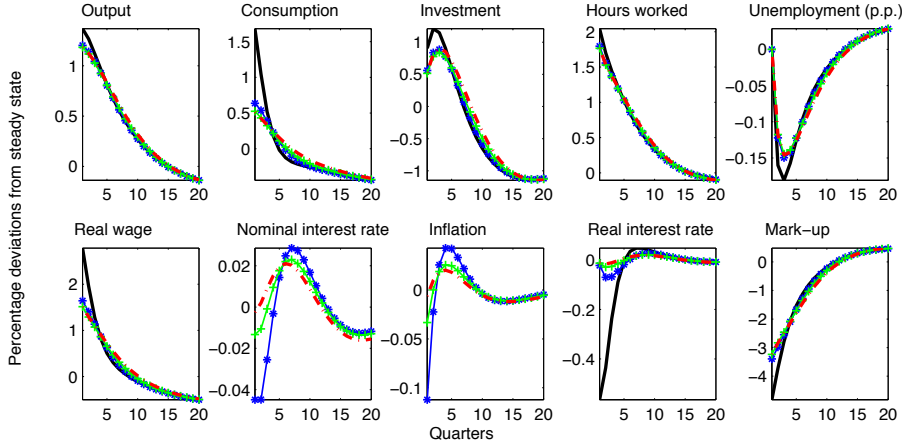 Output Consumption Investment Hours worked Unemployment (p.p.)
1 0.5 0
5 10 15 20
1.5 1 0.5 0
5 10 15 20
1 0.5 0 −0.5 −1
5 10 15 20
2 1.5 1 0.5 0
5 10 15 20
0 −0.05 −0.1 −0.15
5 10 15 20
Percentage deviations from steady state
Real wage Nominal interest rate Inflation Real interest rate Mark−up
2 1 0
5 10 15 20
0.02 0 −0.02 −0.04
5 10 15 20
0 −0.05 −0.1
5 10 15 20
0 −0.2 −0.4
5 10 15 20
0 −1 −2 −3 −4
5 10 15 20
Quarters